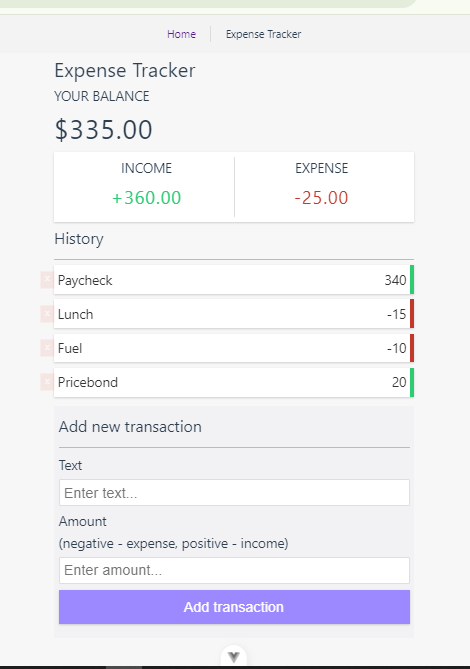 Home Expense Tracker
Expense Tracker
YOUR BALANCE
$335.00
INCOME EXPENSE
+360.00 -25.00
History
x Paycheck 340
x Lunch -15
x Fuel -10
x Pricebond 20
Add new transaction
Text
Enter text...
Amount
(negative - expense, positive - income)
Enter amount...
Add transaction